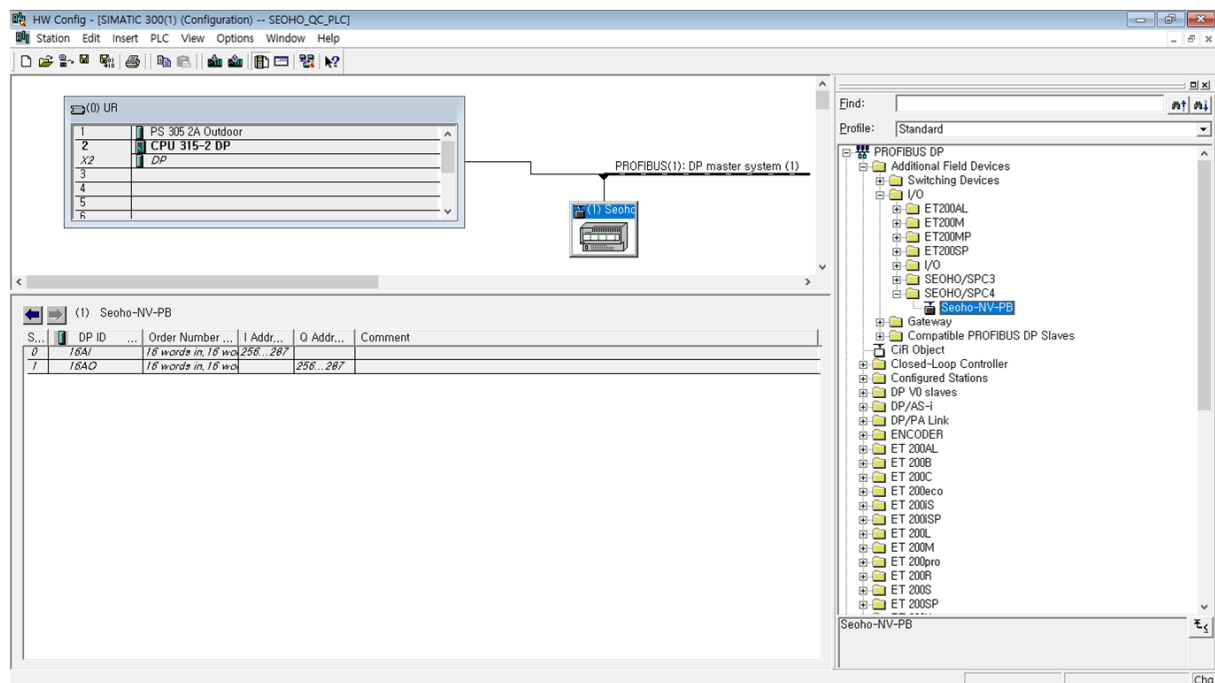 HW Config - [SIMATIC 300(1) (Configuration) -- SEOHO_QC_PLC]
Station Edit Insert PLC View Options Window Help
(0) UR
1 PS 305 2A Outdoor
2 CPU 315-2 DP
X2 DP
3
4
5
6
PROFIBUS(1): DP master system (1)
(1) Seoho
(1) Seoho-NV-PB
S... DP ID ... Order Number ... I Addr... Q Addr... Comment
0 16AI 16 words in, 16 wo 256...287
1 16AO 16 words in, 16 wo 256...287
Find:
Profile: Standard
PROFIBUS DP
Additional Field Devices
Switching Devices
I/O
ET200AL
ET200M
ET200MP
ET200SP
I/O
SEOHO/SPC3
SEOHO/SPC4
Seoho-NV-PB
Gateway
Compatible PROFIBUS DP Slaves
CiR Object
Closed-Loop Controller
Configured Stations
DP V0 slaves
DP/AS-i
DP/PA Link
ENCODER
ET 200AL
ET 200B
ET 200C
ET 200eco
ET 200iS
ET 200iSP
ET 200L
ET 200M
ET 200pro
ET 200R
ET 200S
ET 200SP
Seoho-NV-PB
Chg